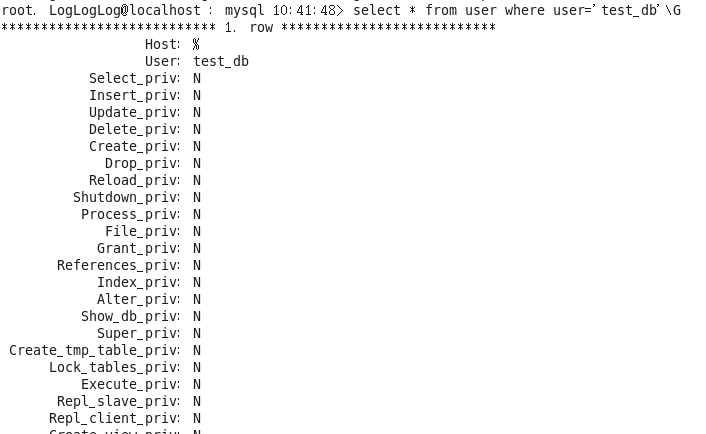 root. LogLogLog@localhost : mysql 10:41:48> select * from user where user='test_db'\G
*************************** 1. row ***************************
Host: %
User: test_db
Select_priv: N
Insert_priv: N
Update_priv: N
Delete_priv: N
Create_priv: N
Drop_priv: N
Reload_priv: N
Shutdown_priv: N
Process_priv: N
File_priv: N
Grant_priv: N
References_priv: N
Index_priv: N
Alter_priv: N
Show_db_priv: N
Super_priv: N
Create_tmp_table_priv: N
Lock_tables_priv: N
Execute_priv: N
Repl_slave_priv: N
Repl_client_priv: N
Create_view_priv: N